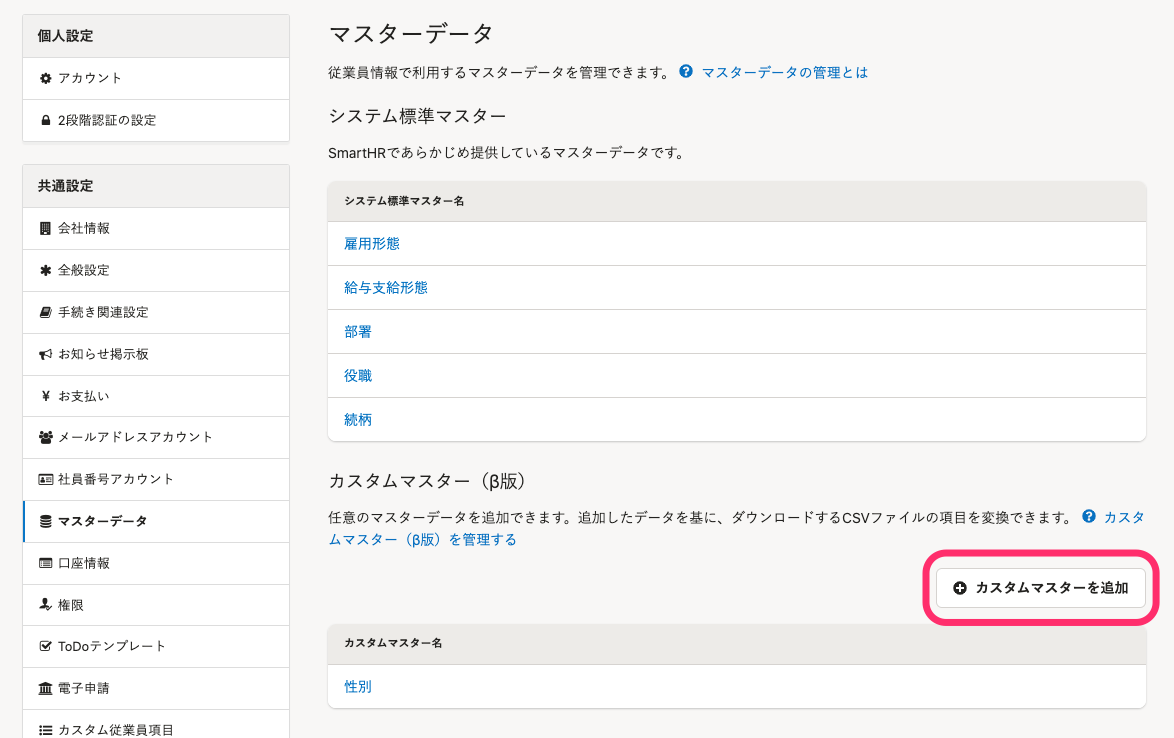 個人設定
アカウント
2段階認証の設定
共通設定
会社情報
全般設定
手続き関連設定
お知らせ掲示板
お支払い
メールアドレスアカウント
社員番号アカウント
マスターデータ
口座情報
権限
ToDoテンプレート
電子申請
カスタム従業員項目
マスターデータ
従業員情報で利用するマスターデータを管理できます。 マスターデータの管理とは
システム標準マスター
SmartHRであらかじめ提供しているマスターデータです。
システム標準マスター名
雇用形態
給与支給形態
部署
役職
続柄
カスタムマスター（β版）
任意のマスターデータを追加できます。追加したデータを基に、ダウンロードするCSVファイルの項目を変換できます。 カスタ
ムマスター（β版）を管理する
カスタムマスターを追加
カスタムマスター名
性別